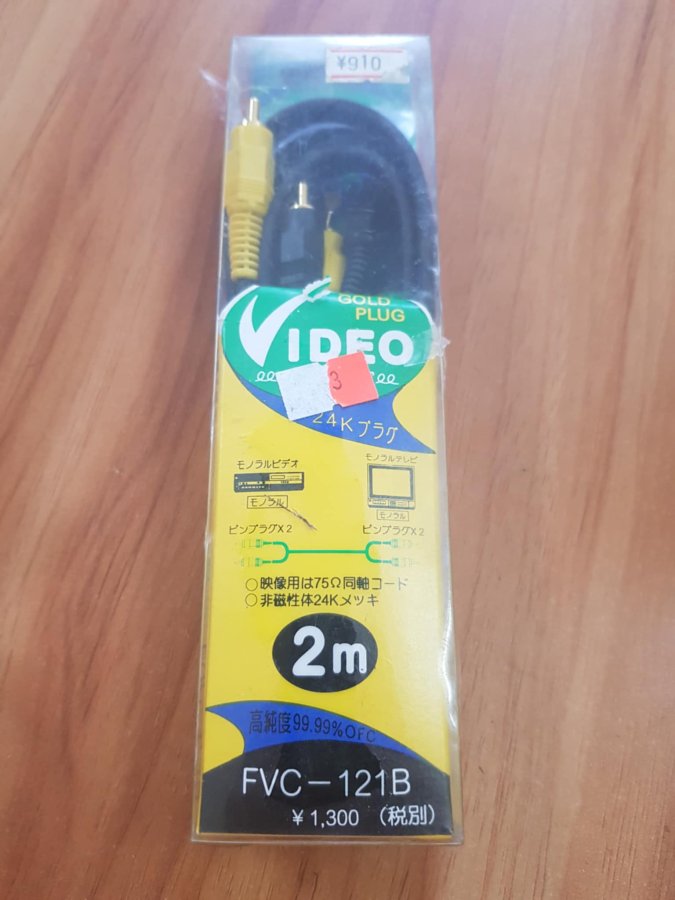 ¥910
GOLD
PLUG
VIDEO
3
24Kプラグ
モノラルビデオ
モノラルテレビ
モノラル
モノラル
ピンプラグX2
ピンプラグX2
○映像用は75Ω同軸コード
○非磁性体24Kメッキ
2m
高純度99.99%OFC
FVC-121B
¥1,300 (税別)